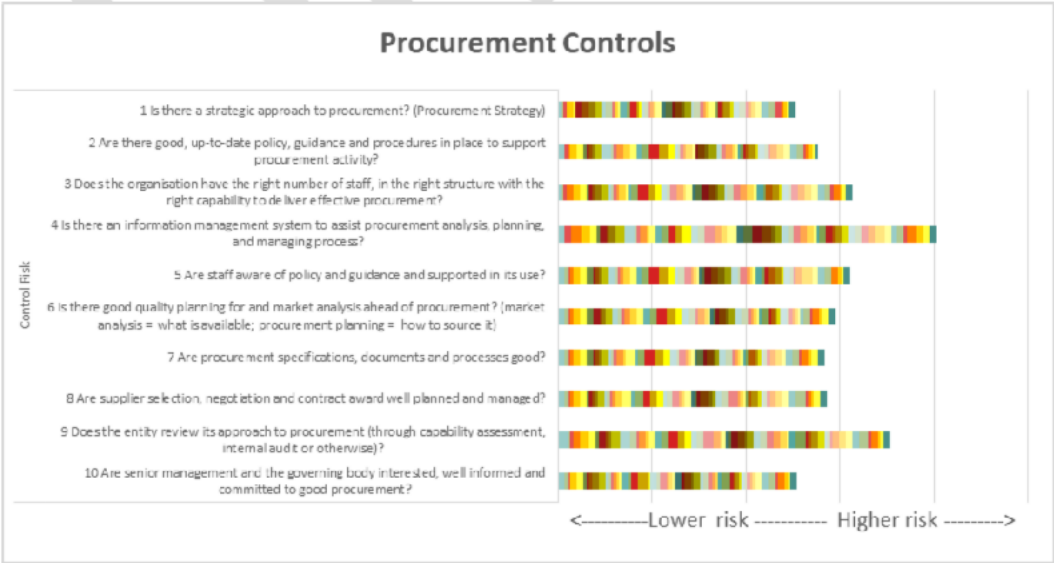 Procurement Controls
1 Is there a strategic approach to procurement? (Procurement Strategy)
2 Are there good, up-to-date policy, guidance and procedures in place to support
procurement activity?
3 Does the organisation have the right number of staff, in the right structure with the
right capability to deliver effective procurement?
4 Is there an information management system to assist procurement analysis, planning,
and managing process?
5 Are staff aware of policy and guidance and supported in its use?
6 Is there good quality planning for and market analysis ahead of procurement? (market
analysis = what is available; procurement planning = how to source it)
7 Are procurement specifications, documents and processes good?
8 Are supplier selection, negotiation and contract award well planned and managed?
9 Does the entity review its approach to procurement (through capability assessment,
internal audit or otherwise)?
10 Are senior management and the governing body interested, well informed and
committed to good procurement?
Control Risk
<----------Lower risk ----------- Higher risk --------->